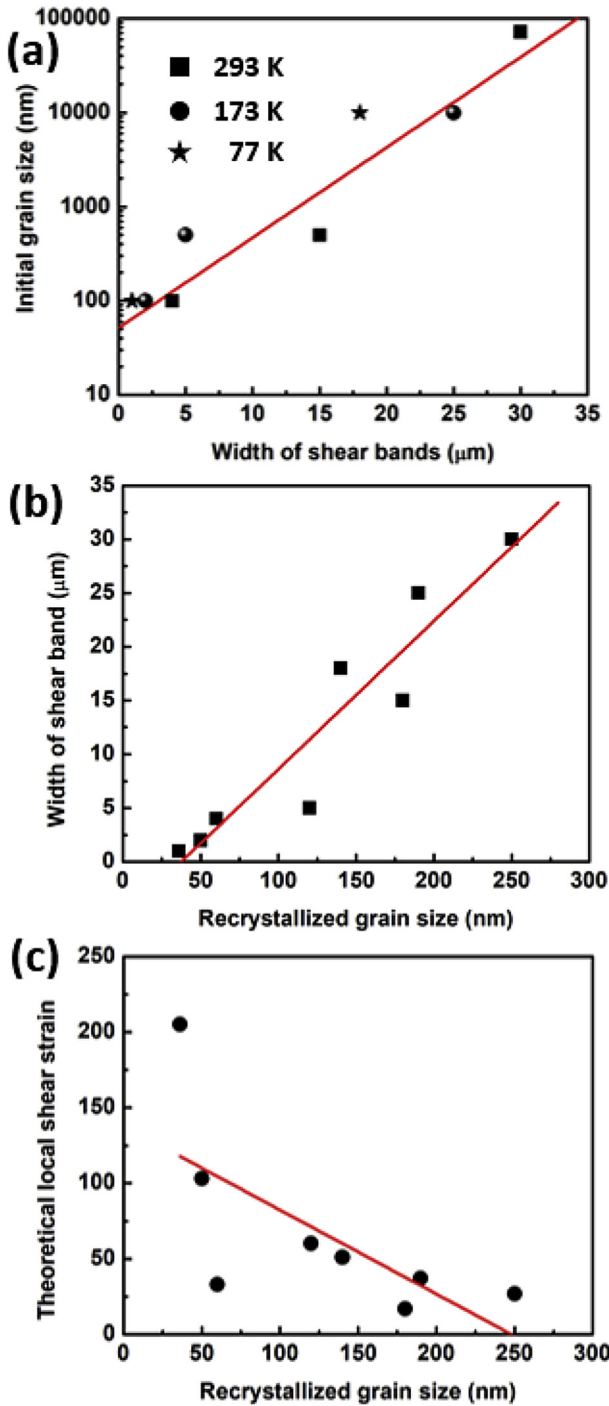 (a)
100000
10000
1000
100
10
Initial grain size (nm)
293 K
173 K
77 K
0 5 10 15 20 25 30 35
Width of shear bands (μm)
(b)
35
30
25
20
15
10
5
0
Width of shear band (μm)
0 50 100 150 200 250 300
Recrystallized grain size (nm)
(c)
250
200
150
100
50
0
Theoretical local shear strain
0 50 100 150 200 250 300
Recrystallized grain size (nm)